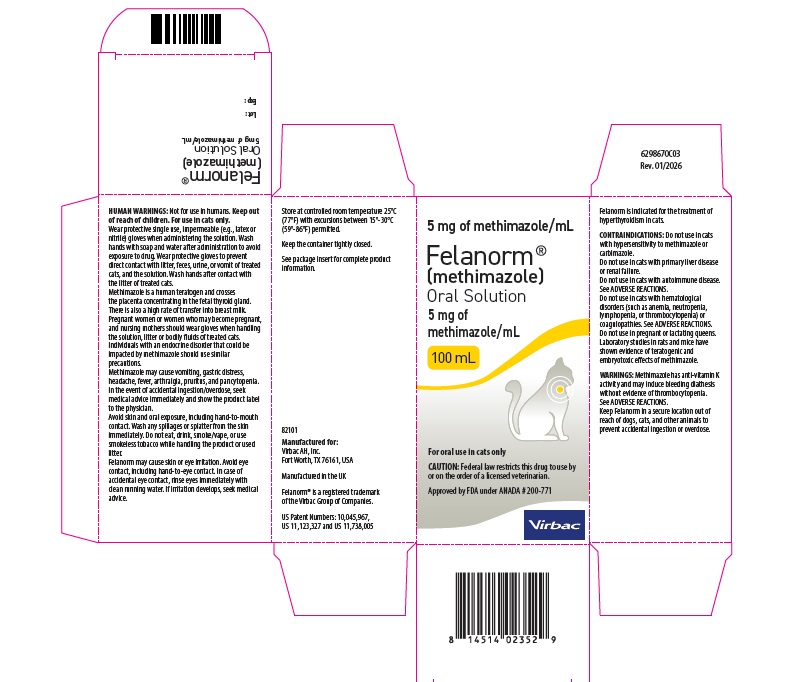 Exp:
Lot:
5 mg of methimazole/mL
Oral Solution
(methimazole)
Felanorm®
HUMAN WARNINGS: Not for use in humans. Keep out
of reach of children. For use in cats only.
Wear protective single use, impermeable (e.g., latex or
nitrile) gloves when administering the solution. Wash
hands with soap and water after administration to avoid
exposure to drug. Wear protective gloves to prevent
direct contact with litter, feces, urine, or vomit of treated
cats, and the solution. Wash hands after contact with
the litter of treated cats.
Methimazole is a human teratogen and crosses
the placenta concentrating in the fetal thyroid gland.
There is also a high rate of transfer into breast milk.
Pregnant women or women who may become pregnant,
and nursing mothers should wear gloves when handling
the solution, litter or bodily fluids of treated cats.
Individuals with an endocrine disorder that could be
impacted by methimazole should use similar
precautions.
Methimazole may cause vomiting, gastric distress,
headache, fever, arthralgia, pruritus, and pancytopenia.
In the event of accidental ingestion/overdose, seek
medical advice immediately and show the product label
to the physician.
Avoid skin and oral exposure, including hand-to-mouth
contact. Wash any spillages or splatter from the skin
immediately. Do not eat, drink, smoke/vape, or use
smokeless tobacco while handling the product or used
litter.
Felanorm may cause skin or eye irritation. Avoid eye
contact, including hand-to-eye contact. In case of
accidental eye contact, rinse eyes immediately with
clean running water. If irritation develops, seek medical
advice.
Store at controlled room temperature 25°C
(77°F) with excursions between 15°-30°C
(59°-86°F) permitted.
Keep the container tightly closed.
See package insert for complete product
information.
82101
Manufactured for:
Virbac AH, Inc.
Fort Worth, TX 76161, USA
Manufactured in the UK
Felanorm® is a registered trademark
of the Virbac Group of Companies.
US Patent Numbers: 10,045,967,
US 11,123,327 and US 11,738,005
5 mg of methimazole/mL
Felanorm®
(methimazole)
Oral Solution
5 mg of
methimazole/mL
100 mL
For oral use in cats only
CAUTION: Federal law restricts this drug to use by
or on the order of a licensed veterinarian.
Approved by FDA under ANADA # 200-771
Virbac
8 14514 02352 9
6298670C03
Rev. 01/2026
Felanorm is indicated for the treatment of
hyperthyroidism in cats.
CONTRAINDICATIONS: Do not use in cats
with hypersensitivity to methimazole or
carbimazole.
Do not use in cats with primary liver disease
or renal failure.
Do not use in cats with autoimmune disease.
See ADVERSE REACTIONS.
Do not use in cats with hematological
disorders (such as anemia, neutropenia,
lymphopenia, or thrombocytopenia) or
coagulopathies. See ADVERSE REACTIONS.
Do not use in pregnant or lactating queens.
Laboratory studies in rats and mice have
shown evidence of teratogenic and
embryotoxic effects of methimazole.
WARNINGS: Methimazole has anti-vitamin K
activity and may induce bleeding diathesis
without evidence of thrombocytopenia.
See ADVERSE REACTIONS.
Keep Felanorm in a secure location out of
reach of dogs, cats, and other animals to
prevent accidental ingestion or overdose.